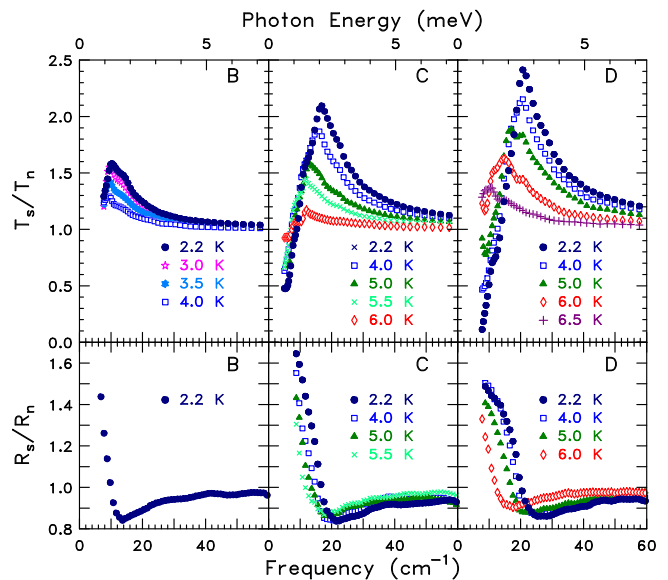 Photon Energy (meV)
0 5 0 5 0 5
2.5 B C D
2.0
1.5
T_s/T_n
1.0
2.2 K 2.2 K 2.2 K
3.0 K 4.0 K 4.0 K
0.5 3.5 K 5.0 K 5.0 K
4.0 K 5.5 K 6.0 K
6.0 K 6.5 K
0.0
1.6 B C D
2.2 K 2.2 K 2.2 K
1.4 4.0 K 4.0 K
R_s/R_n
5.0 K 5.0 K
1.2 5.5 K 6.0 K
1.0
0.8
0 20 40 0 20 40 0 20 40 60
Frequency (cm⁻¹)